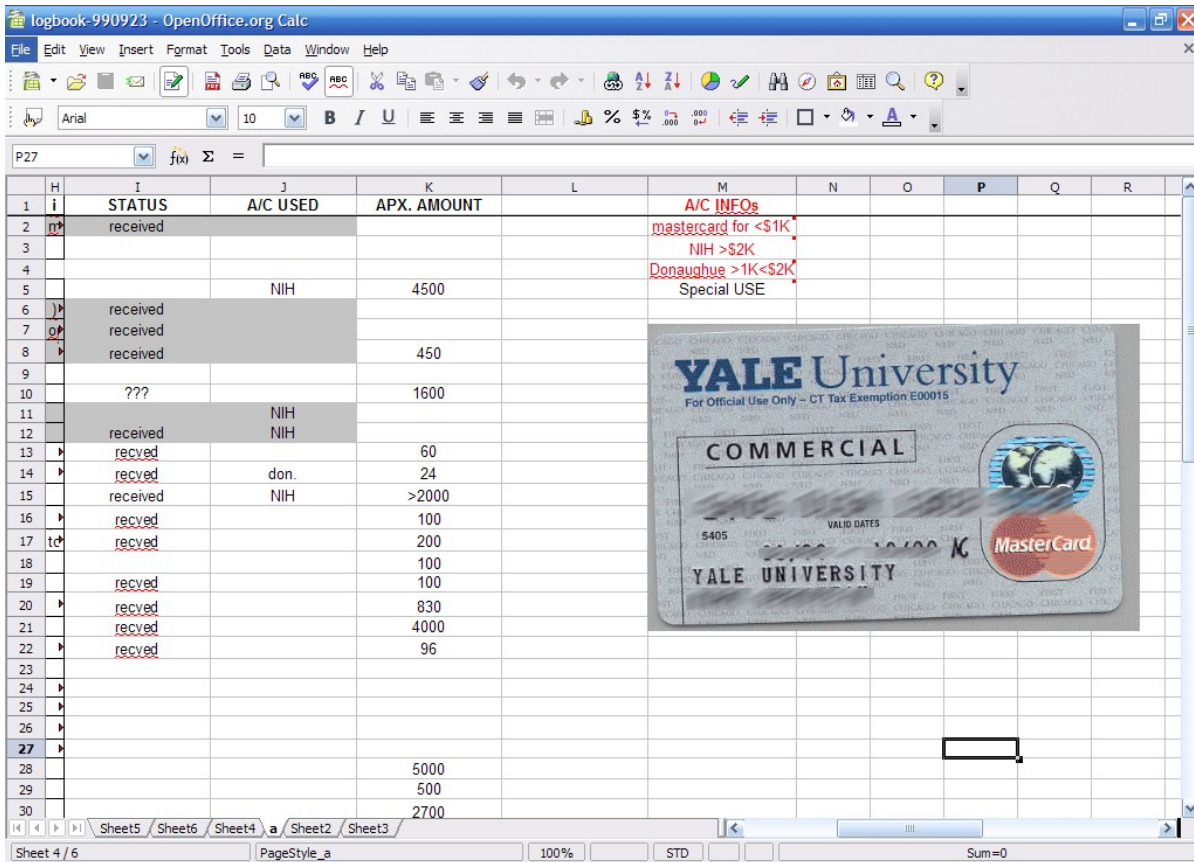 logbook-990923 - OpenOffice.org Calc
File Edit View Insert Format Tools Data Window Help
Arial 10
P27 f(x) Σ =
H I J K L M N O P Q R
1 i STATUS A/C USED APX. AMOUNT A/C INFOs
2 received mastercard for <$1K
3 NIH >$2K
4 Donaughue >1K<$2K
5 NIH 4500 Special USE
6 ) received
7 received
8 received 450
9
10 ??? 1600
11 NIH
12 received NIH
13 recved 60
14 recved don. 24
15 received NIH >2000
16 recved 100
17 recved 200
18 100
19 recved 100
20 recved 830
21 recved 4000
22 recved 96
23
24
25
26
27
28 5000
29 500
30 2700
YALE University
For Official Use Only – CT Tax Exemption E00015
COMMERCIAL
VALID DATES
5405
MasterCard
YALE UNIVERSITY
Sheet5 Sheet6 Sheet4 a Sheet2 Sheet3
Sheet 4 / 6 PageStyle_a 100% STD Sum=0